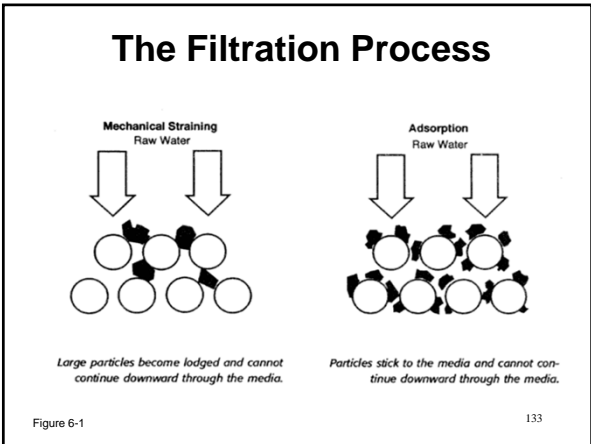 The Filtration Process
Mechanical Straining
Raw Water
Large particles become lodged and cannot
continue downward through the media.
Adsorption
Raw Water
Particles stick to the media and cannot con-
tinue downward through the media.
Figure 6-1
133